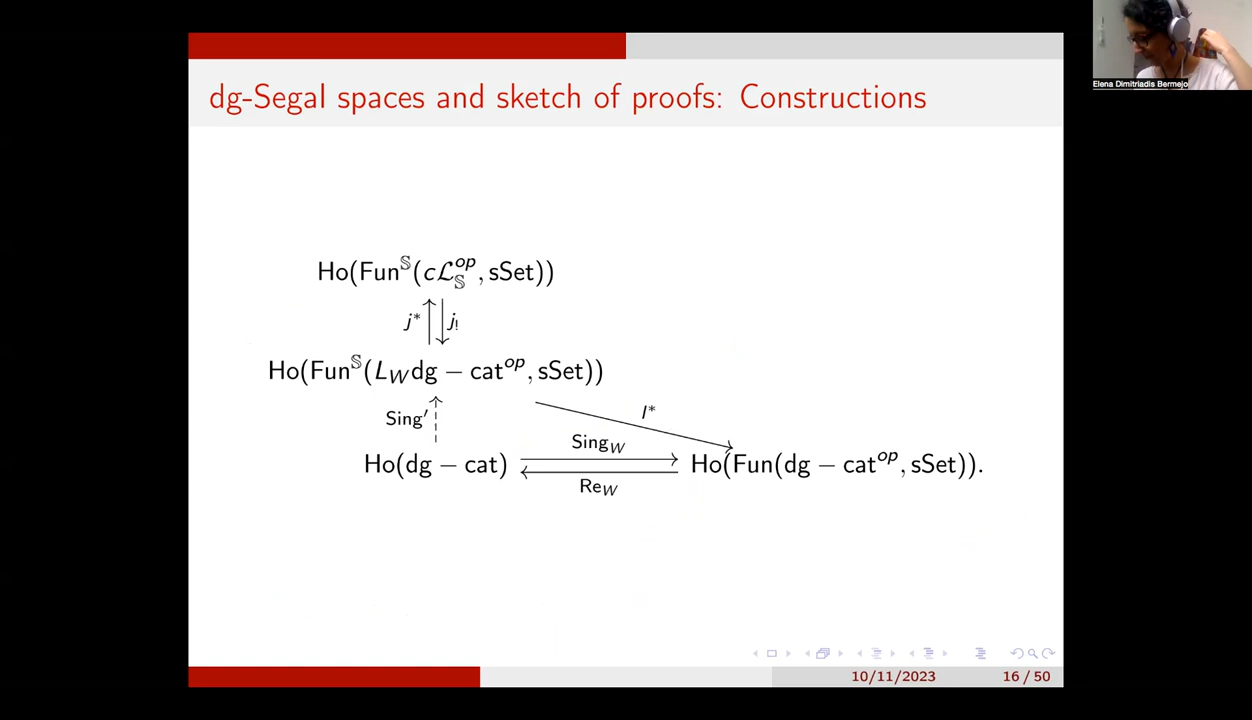 Elena Dimitriadis Bermejo
dg-Segal spaces and sketch of proofs: Constructions
Ho(Fun^𝕊(cℒ_𝕊^op, sSet))
j* j_!
Ho(Fun^𝕊(L_W dg − cat^op, sSet))
Sing′ l*
Sing_W
Ho(dg − cat) Ho(Fun(dg − cat^op, sSet)).
Re_W
10/11/2023 16 / 50